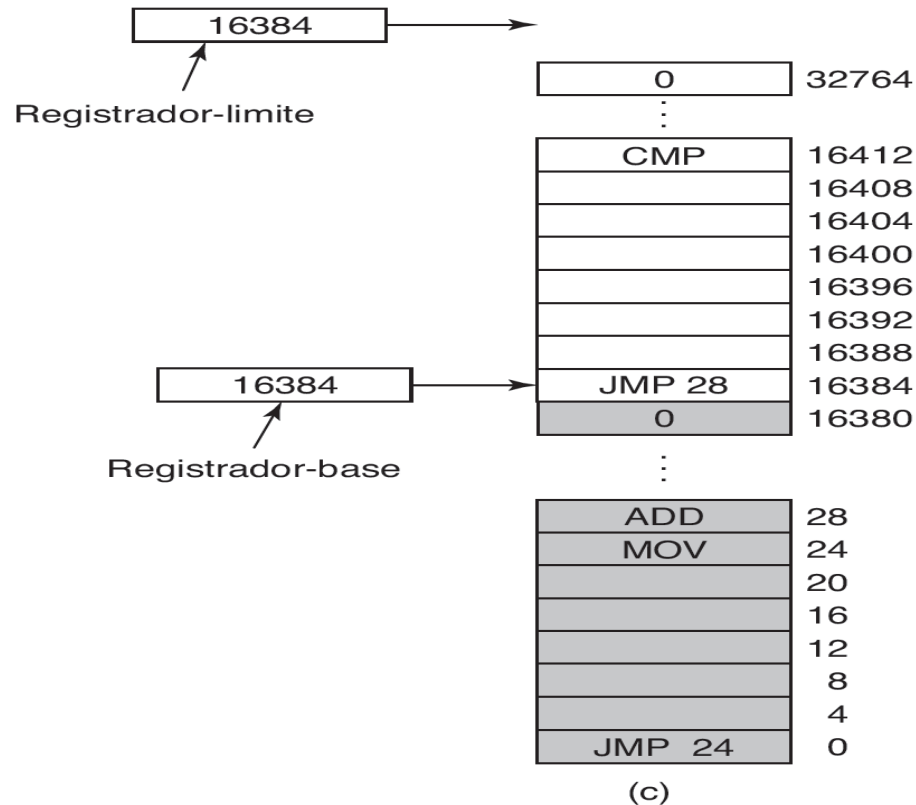 16384
Registrador-limite
0 32764
CMP 16412
16408
16404
16400
16396
16392
16388
16384 JMP 28 16384
0 16380
Registrador-base
ADD 28
MOV 24
20
16
12
8
4
JMP 24 0
(c)